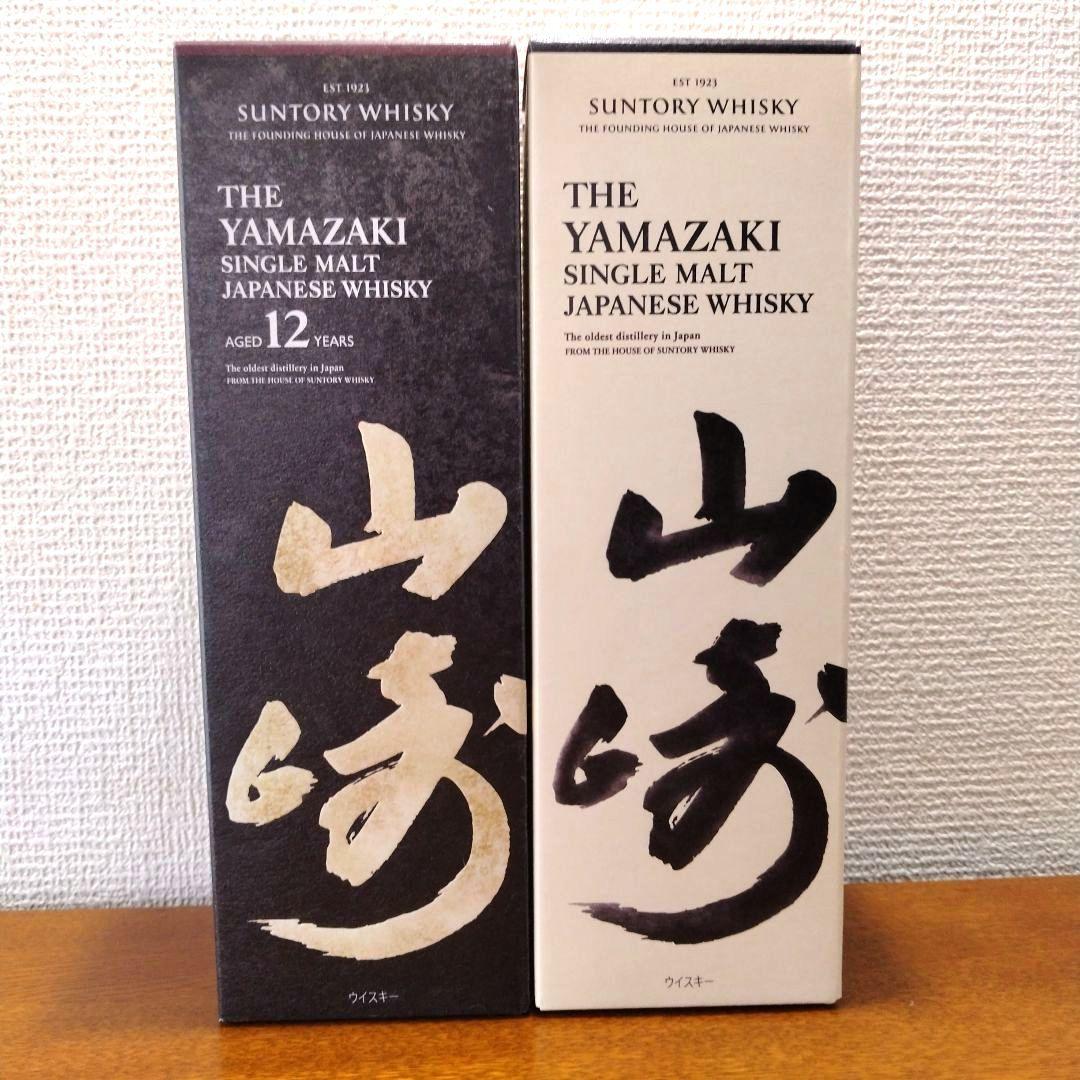 EST 1923
SUNTORY WHISKY
THE FOUNDING HOUSE OF JAPANESE WHISKY
THE
YAMAZAKI
SINGLE MALT
JAPANESE WHISKY
AGED 12 YEARS
The oldest distillery in Japan
FROM THE HOUSE OF SUNTORY WHISKY
山崎
ウイスキー
EST 1923
SUNTORY WHISKY
THE FOUNDING HOUSE OF JAPANESE WHISKY
THE
YAMAZAKI
SINGLE MALT
JAPANESE WHISKY
The oldest distillery in Japan
FROM THE HOUSE OF SUNTORY WHISKY
山崎
ウイスキー